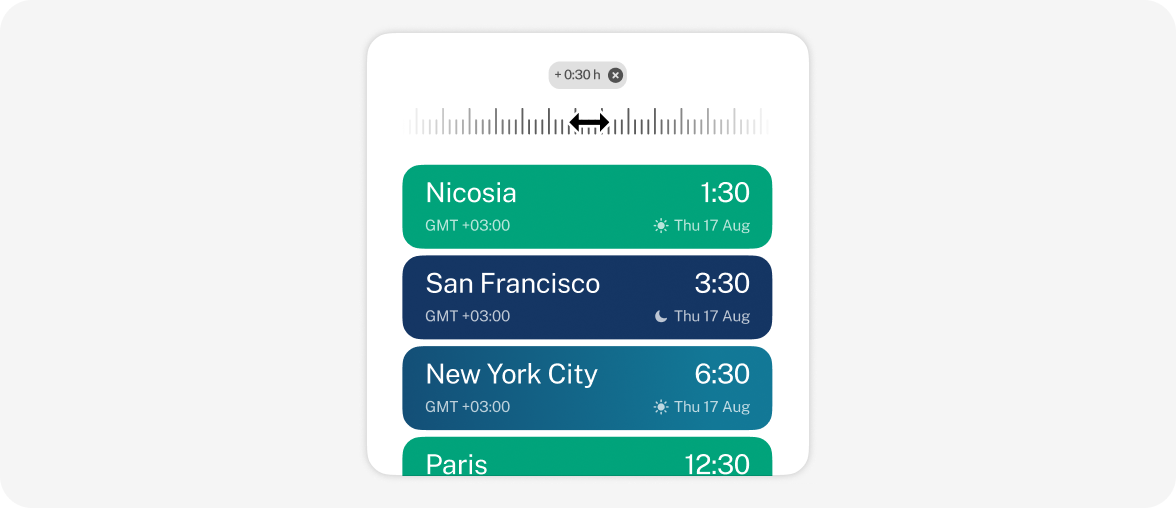 + 0:30 h
Nicosia 1:30
GMT +03:00 Thu 17 Aug
San Francisco 3:30
GMT +03:00 Thu 17 Aug
New York City 6:30
GMT +03:00 Thu 17 Aug
Paris 12:30